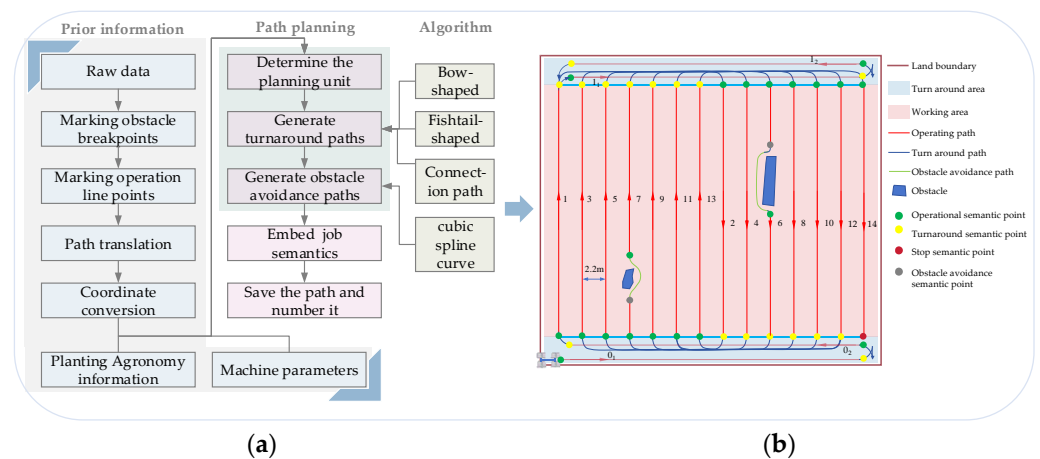 Prior information
Path planning
Algorithm
Raw data
Marking obstacle
breakpoints
Marking operation
line points
Path translation
Coordinate
conversion
Planting Agronomy
information
Machine parameters
Determine the
planning unit
Generate
turnaround paths
Generate obstacle
avoidance paths
Embed job
semantics
Save the path and
number it
Bow-
shaped
Fishtail-
shaped
Connect-
ion path
cubic
spline
curve
1₂
1₁
1
3
5
7
9
11
13
2
4
6
8
10
12
14
2.2m
0₁
0₂
Land boundary
Turn around area
Working area
Operating path
Turn around path
Obstacle avoidance path
Obstacle
Operational semantic point
Turnaround semantic point
Stop semantic point
Obstacle avoidance
semantic point
(a)
(b)